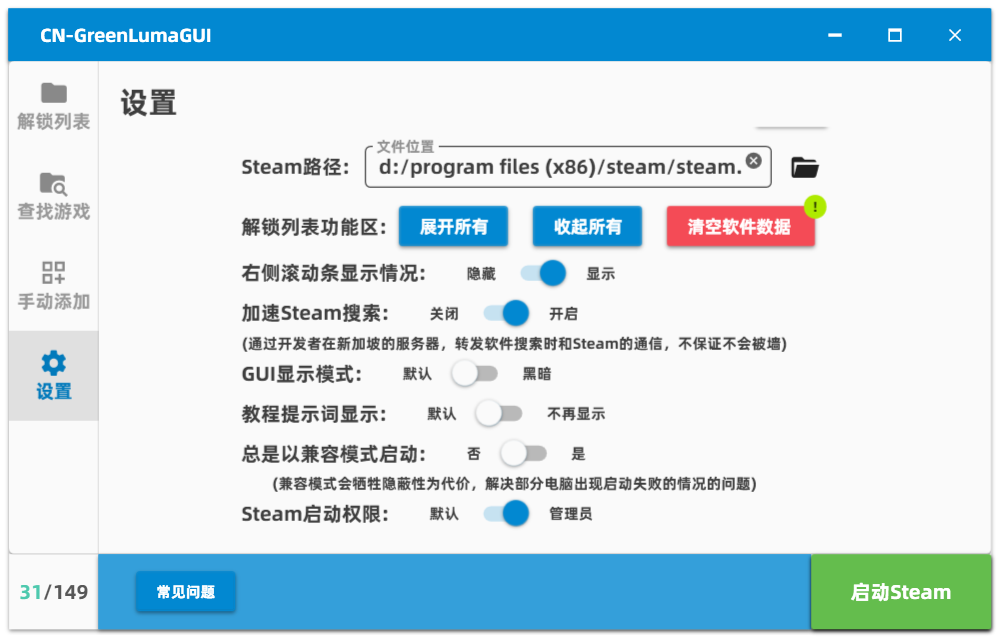 CN-GreenLumaGUI
解锁列表
查找游戏
手动添加
设置
设置
文件位置
Steam路径: d:/program files (x86)/steam/steam.
解锁列表功能区: 展开所有 收起所有 清空软件数据 !
右侧滚动条显示情况: 隐藏 显示
加速Steam搜索: 关闭 开启
(通过开发者在新加坡的服务器，转发软件搜索时和Steam的通信，不保证不会被墙)
GUI显示模式: 默认 黑暗
教程提示词显示: 默认 不再显示
总是以兼容模式启动: 否 是
(兼容模式会牺牲隐蔽性为代价，解决部分电脑出现启动失败的情况的问题)
Steam启动权限: 默认 管理员
31/149 常见问题 启动Steam